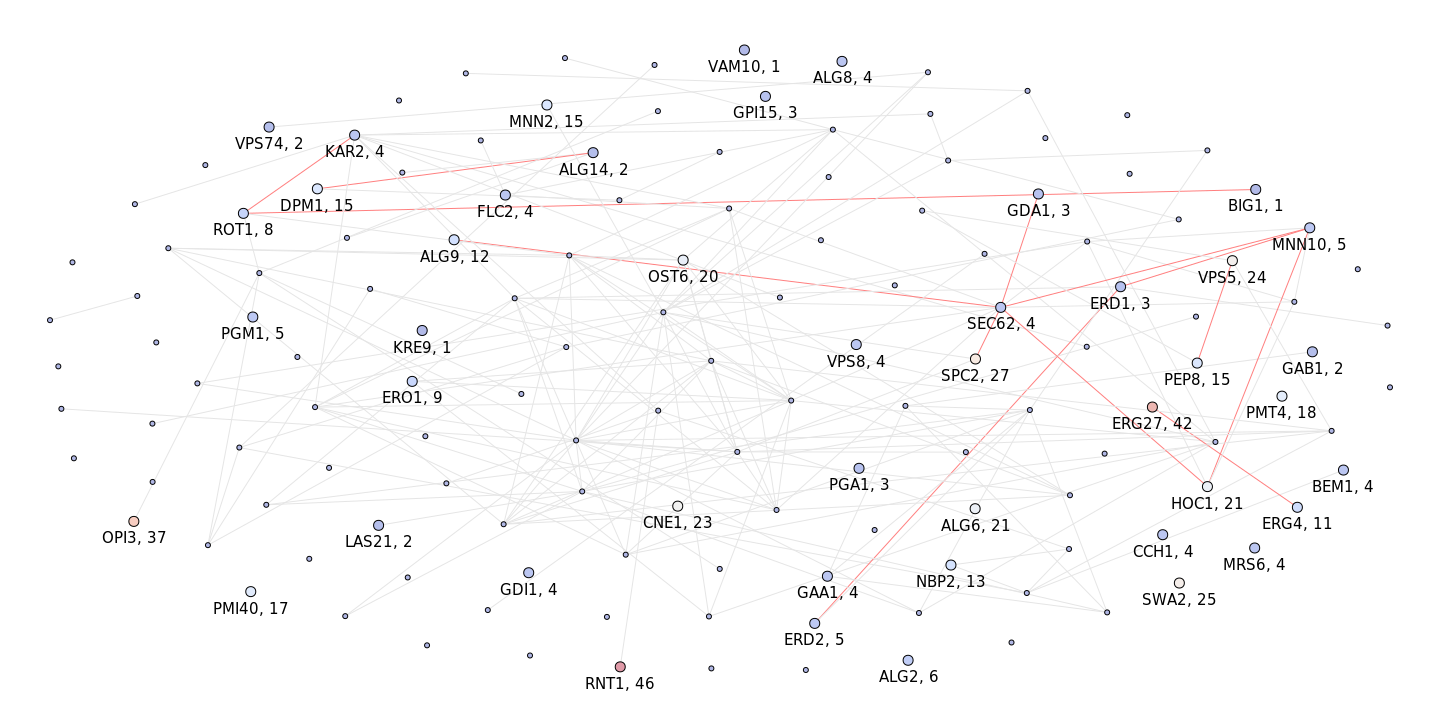 VAM10, 1
ALG8, 4
GPI15, 3
MNN2, 15
VPS74, 2
KAR2, 4
ALG14, 2
DPM1, 15
FLC2, 4
GDA1, 3
BIG1, 1
ROT1, 8
MNN10, 5
ALG9, 12
OST6, 20
VPS5, 24
ERD1, 3
SEC62, 4
PGM1, 5
KRE9, 1
VPS8, 4
SPC2, 27
PEP8, 15
GAB1, 2
ERO1, 9
PMT4, 18
ERG27, 42
PGA1, 3
BEM1, 4
HOC1, 21
CNE1, 23
ALG6, 21
ERG4, 11
OPI3, 37
LAS21, 2
CCH1, 4
MRS6, 4
GDI1, 4
NBP2, 13
GAA1, 4
SWA2, 25
PMI40, 17
ERD2, 5
ALG2, 6
RNT1, 46